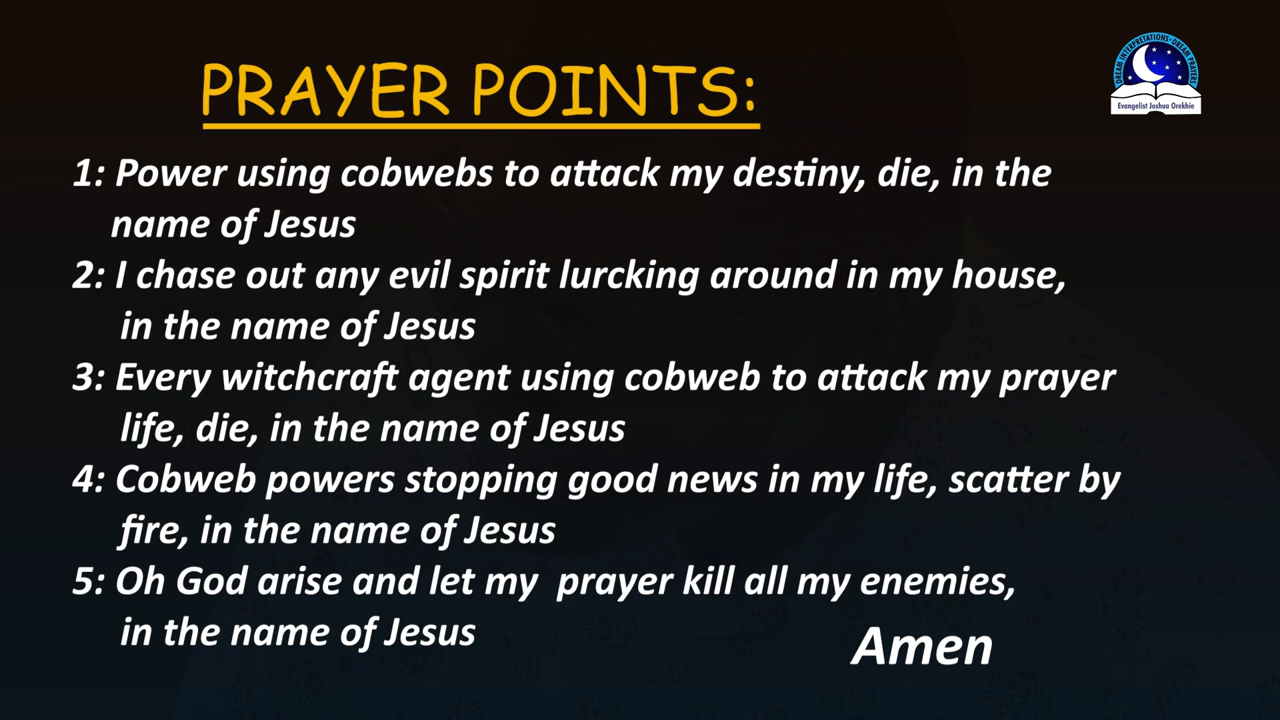 PRAYER POINTS:
DREAM INTERPRETATIONS-DREAM PRAYERS
Evangelist Joshua Orekhie
1: Power using cobwebs to attack my destiny, die, in the
name of Jesus
2: I chase out any evil spirit lurcking around in my house,
in the name of Jesus
3: Every witchcraft agent using cobweb to attack my prayer
life, die, in the name of Jesus
4: Cobweb powers stopping good news in my life, scatter by
fire, in the name of Jesus
5: Oh God arise and let my prayer kill all my enemies,
in the name of Jesus
Amen